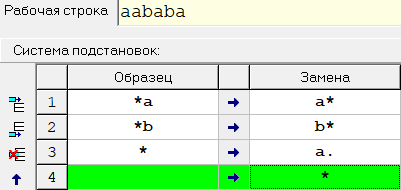 Рабочая строка aababa
Система подстановок:
Образец Замена
1 *a → a*
2 *b → b*
3 * → a.
4 → *